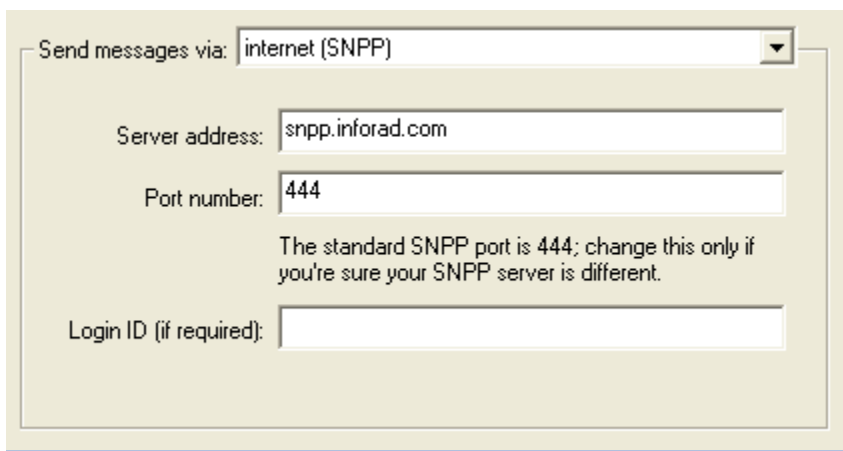 Send messages via: internet (SNPP)
Server address: snpp.inforad.com
Port number: 444
The standard SNPP port is 444; change this only if
you're sure your SNPP server is different.
Login ID (if required):